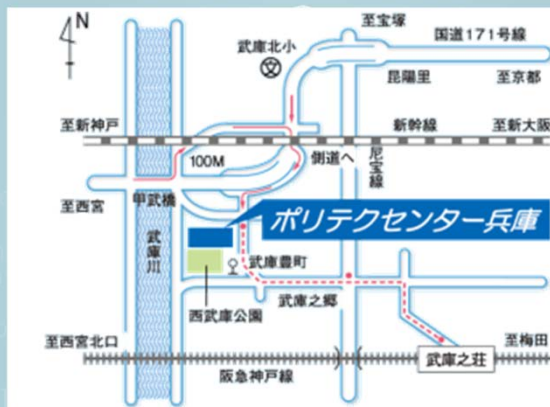 N
至宝塚
国道171号線
武庫北小
文
昆陽里
至京都
至新神戸
新幹線
至新大阪
100M
側道へ
尼宝線
至西宮
甲武橋
ポリテクセンター兵庫
武庫川
武庫豊町
西武庫公園
武庫之郷
至西宮北口
至梅田
武庫之荘
阪急神戸線